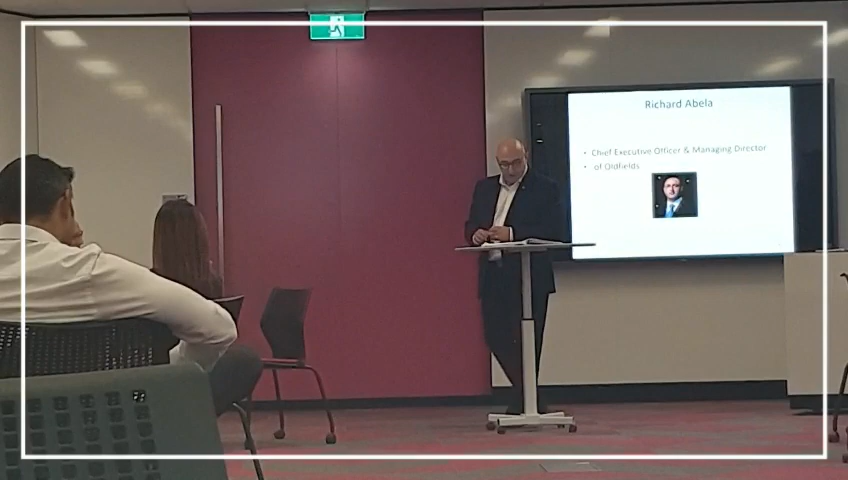 Richard Abela
• Chief Executive Officer & Managing Director
• of Oldfields